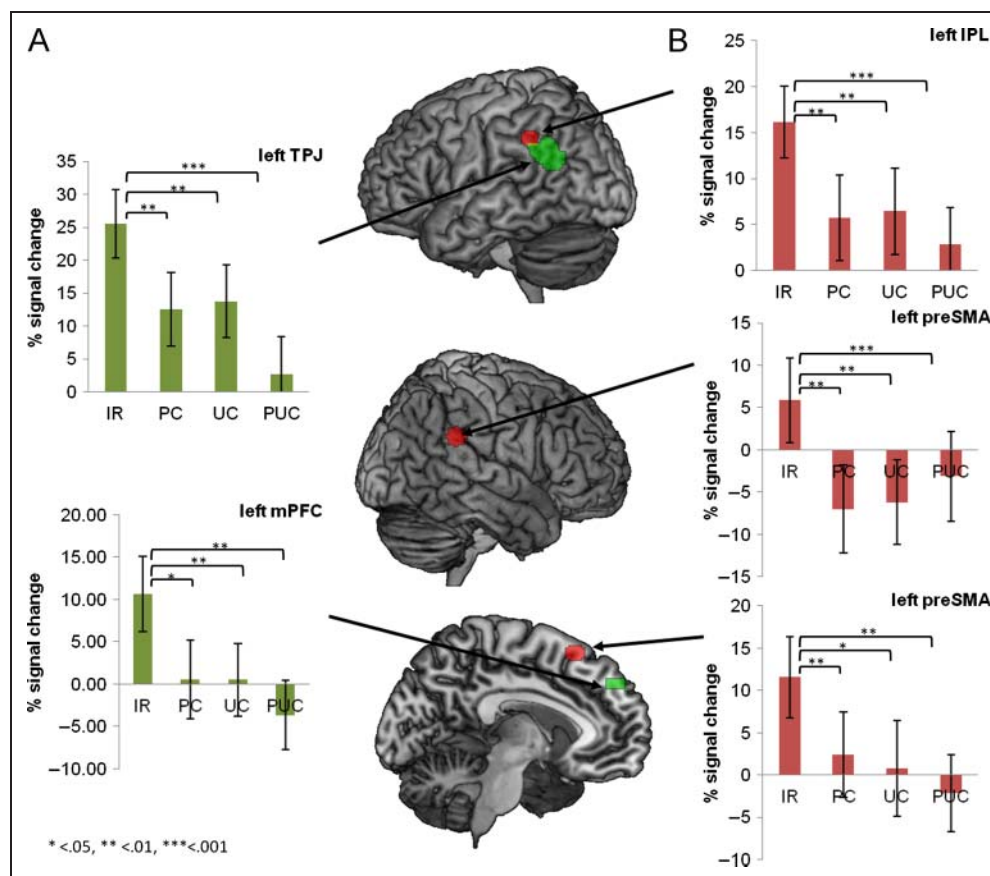 A
left TPJ
% signal change
35
30
25
20
15
10
5
0
***
**
**
IR PC UC PUC
left mPFC
% signal change
20.00
15.00
10.00
5.00
0.00
−5.00
−10.00
**
**
*
IR PC UC PUC
* <.05, ** <.01, ***<.001
B
left IPL
% signal change
25
20
15
10
5
0
***
**
**
IR PC UC PUC
left preSMA
% signal change
15
10
5
0
−5
−10
−15
***
**
**
IR PC UC PUC
left preSMA
% signal change
20
15
10
5
0
−5
−10
**
*
**
IR PC UC PUC